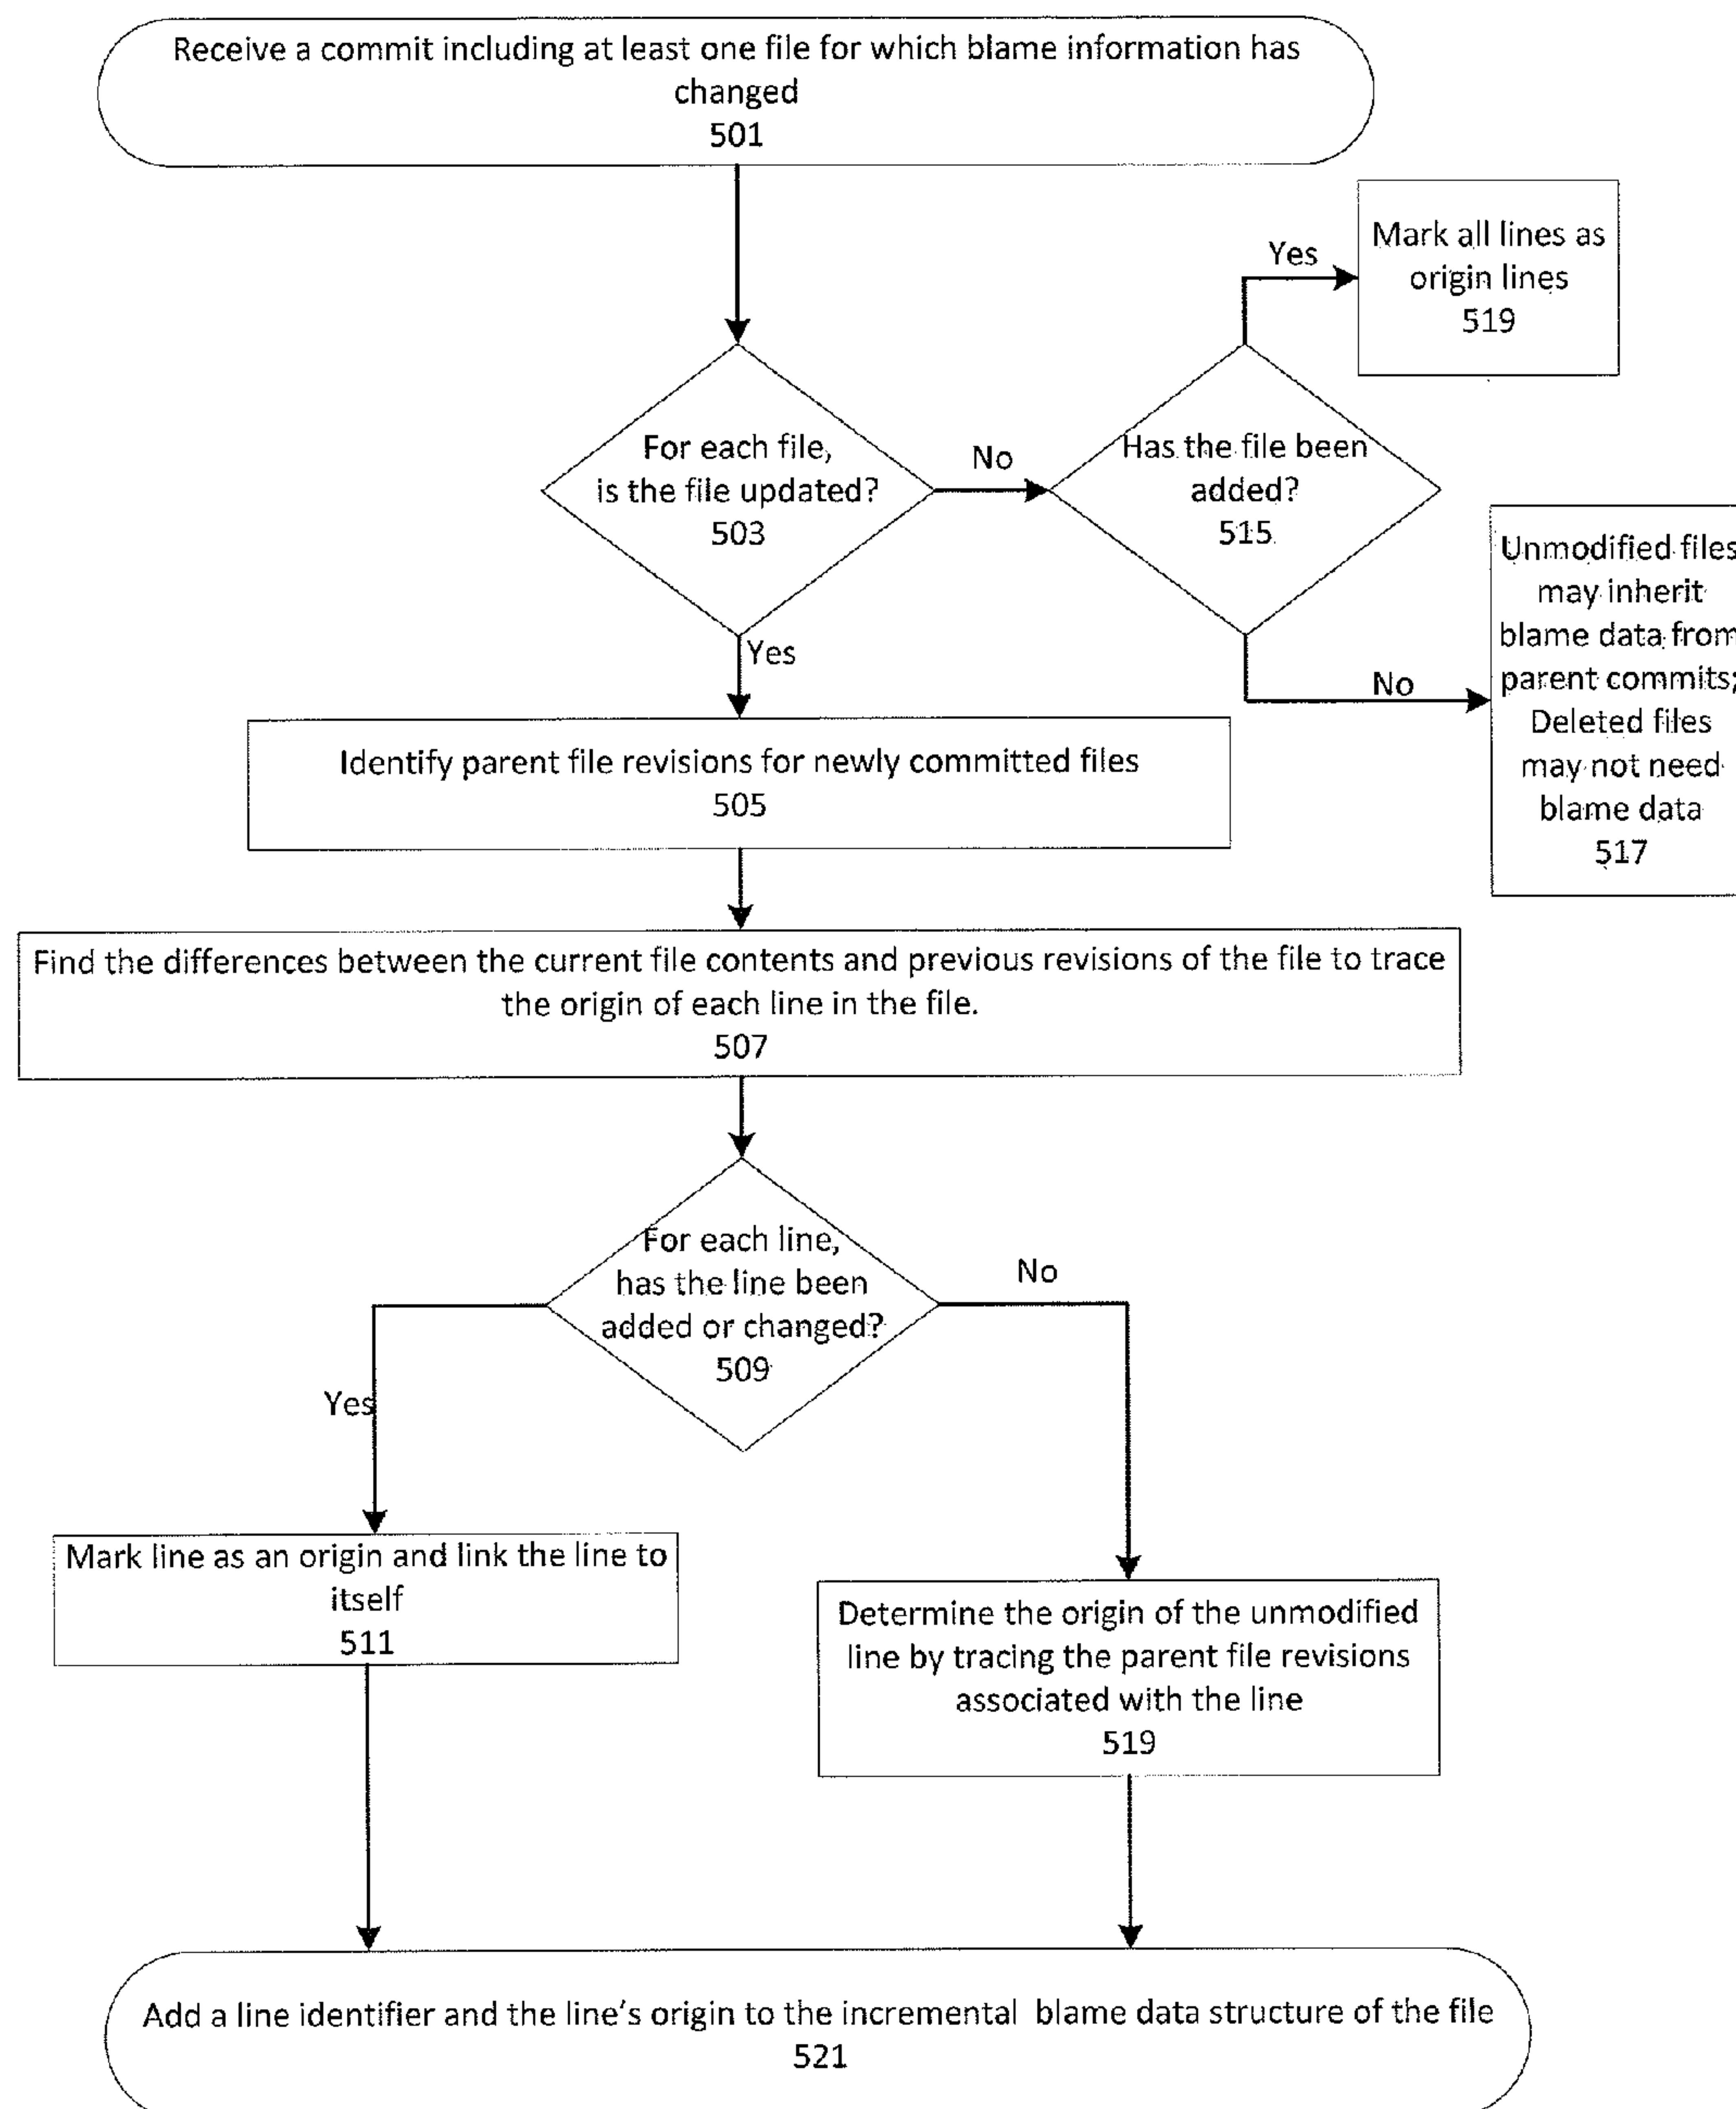 Receive a commit including at least one file for which blame information has
changed
501
Mark all lines as
origin lines
519
Yes
For each file,
is the file updated?
503
No
Has the file been
added?
515
Unmodified files
may inherit
blame data from
parent commits;
Deleted files
may not need
blame data
517
No
Yes
Identify parent file revisions for newly committed files
505
Find the differences between the current file contents and previous revisions of the file to trace
the origin of each line in the file.
507
For each line,
has the line been
added or changed?
509
No
Yes
Mark line as an origin and link the line to
itself
511
Determine the origin of the unmodified
line by tracing the parent file revisions
associated with the line
519
Add a line identifier and the line's origin to the incremental blame data structure of the file
521